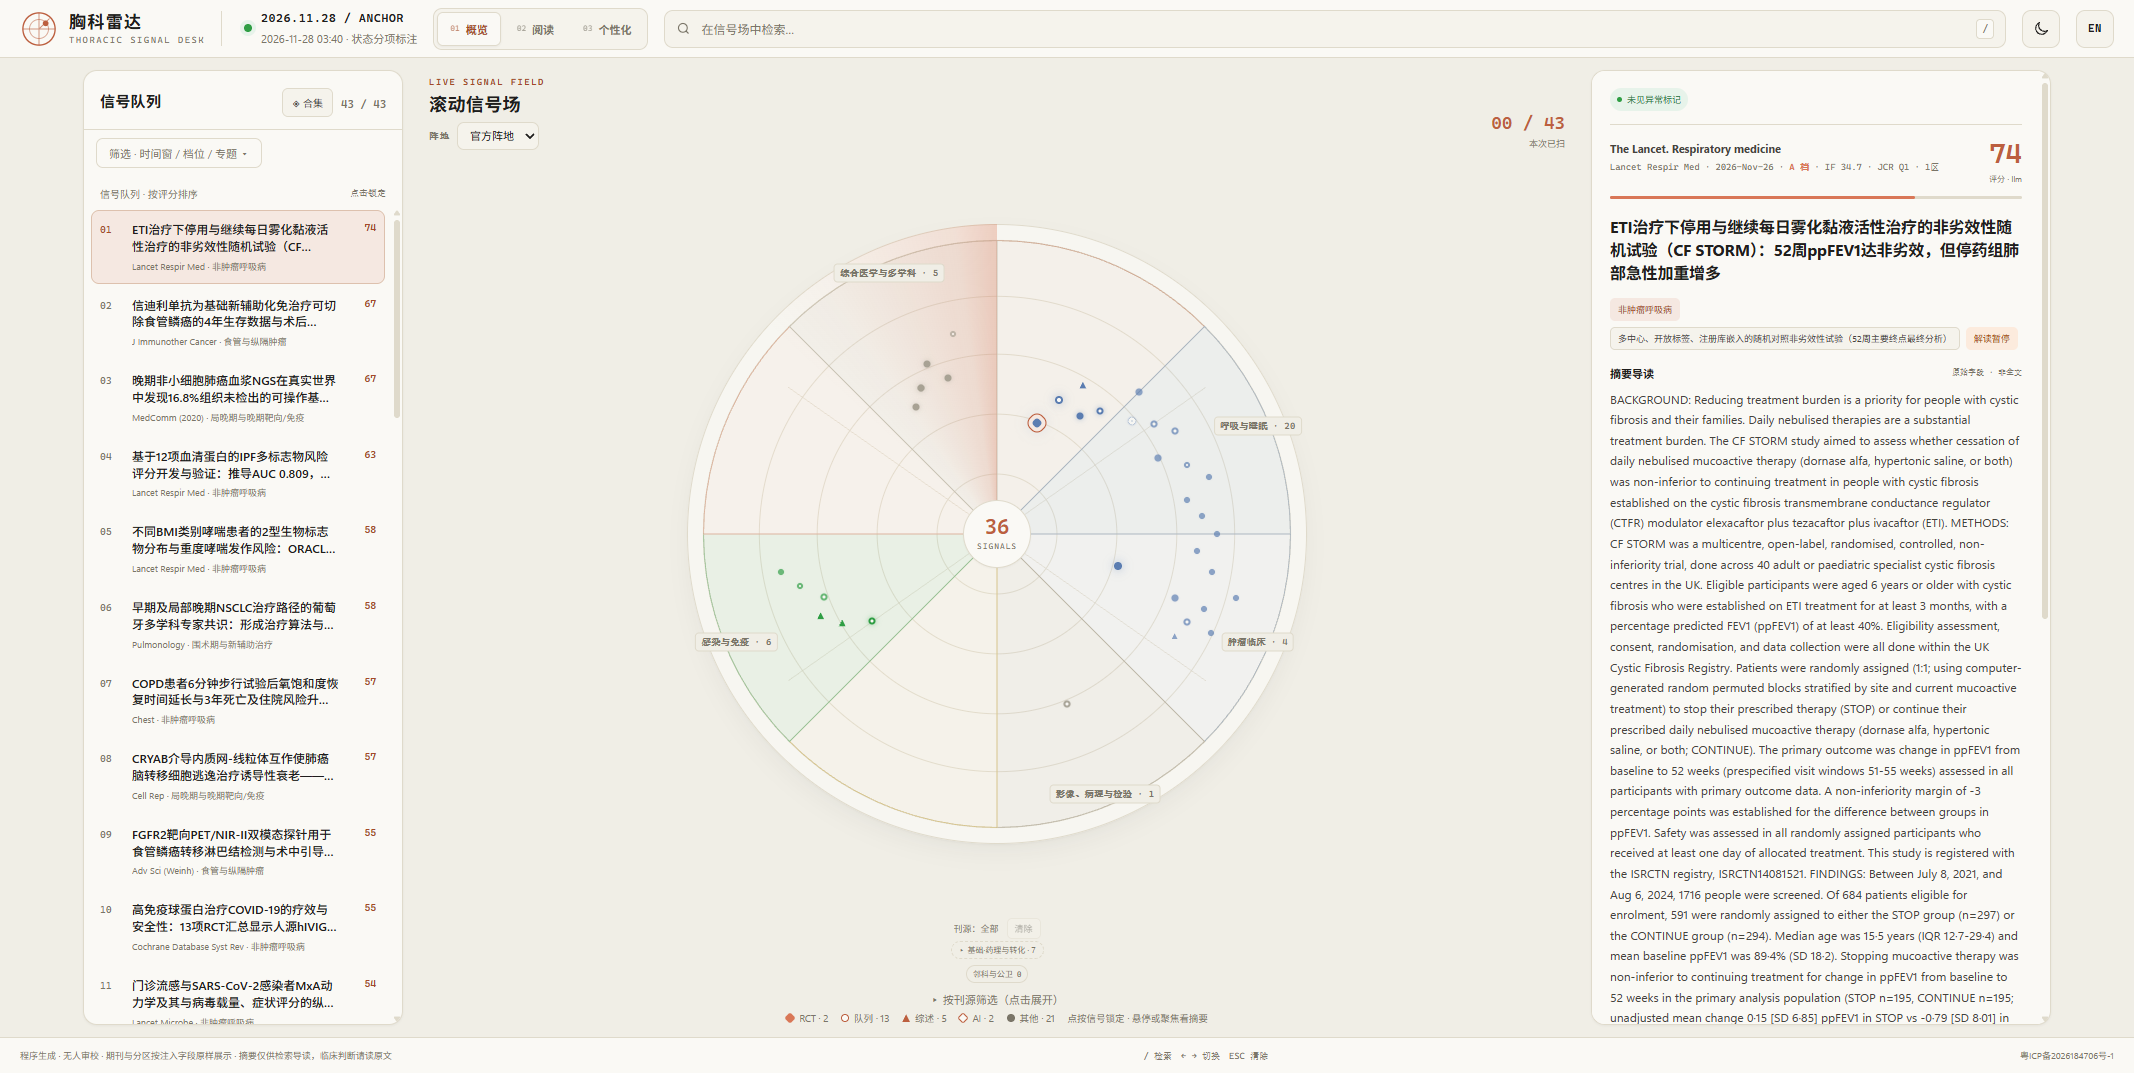 胸科雷达
THORACIC SIGNAL DESK
2026.11.28 / ANCHOR
2026-11-28 03:40 · 状态分项标注
01 概览
02 阅读
03 个性化
在信号场中检索...
/
EN
信号队列
合集
43 / 43
筛选 · 时间窗 / 档位 / 专题
信号队列 · 按评分排序
点击锁定
01
ETI治疗下停用与继续每日雾化黏液活
性治疗的非劣效性随机试验（CF...
74
Lancet Respir Med · 非肿瘤呼吸病
02
信迪利单抗为基础新辅助化免治疗可切
除食管鳞癌的4年生存数据与术后...
67
J Immunother Cancer · 食管与纵隔肿瘤
03
晚期非小细胞肺癌血浆NGS在真实世界
中发现16.8%组织未检出的可操作基...
67
MedComm (2020) · 局晚期与晚期靶向/免疫
04
基于12项血清蛋白的IPF多标志物风险
评分开发与验证：推导AUC 0.809，...
63
Lancet Respir Med · 非肿瘤呼吸病
05
不同BMI类别哮喘患者的2型生物标志
物分布与重度哮喘发作风险：ORACL...
58
Lancet Respir Med · 非肿瘤呼吸病
06
早期及局部晚期NSCLC治疗路径的葡萄
牙多学科专家共识：形成治疗算法与...
58
Pulmonology · 围术期与新辅助治疗
07
COPD患者6分钟步行试验后氧饱和度恢
复时间延长与3年死亡及住院风险升...
57
Chest · 非肿瘤呼吸病
08
CRYAB介导内质网-线粒体互作使肺癌
脑转移细胞逃逸治疗诱导性衰老——...
57
Cell Rep · 局晚期与晚期靶向/免疫
09
FGFR2靶向PET/NIR-II双模态探针用于
食管鳞癌转移淋巴结检测与术中引导...
55
Adv Sci (Weinh) · 食管与纵隔肿瘤
10
高免疫球蛋白治疗COVID-19的疗效与
安全性：13项RCT汇总显示人源hIVIG...
55
Cochrane Database Syst Rev · 非肿瘤呼吸病
11
门诊流感与SARS-CoV-2感染者MxA动
力学及其与病毒载量、症状评分的纵...
54
Lancet Microbe · 非肿瘤呼吸病
LIVE SIGNAL FIELD
滚动信号场
阵地
官方阵地
00 / 43
本次已扫
综合医学与多学科 · 5
呼吸与睡眠 · 20
36
SIGNALS
感染与免疫 · 6
肿瘤临床 · 4
影像、病理与检验 · 1
刊源：全部
清除
基础·药理与转化 · 7
邻科与公卫 0
按刊源筛选（点击展开）
RCT · 2
队列 · 13
综述 · 5
AI · 2
其他 · 21
点按信号锁定 · 悬停或聚焦看摘要
未见异常标记
The Lancet. Respiratory medicine
Lancet Respir Med · 2026-Nov-26 · A 档 · IF 34.7 · JCR Q1 · 1区
74
评分 · llm
ETI治疗下停用与继续每日雾化黏液活性治疗的非劣效性随
机试验（CF STORM）：52周ppFEV1达非劣效，但停药组肺
部急性加重增多
非肿瘤呼吸病
多中心、开放标签、注册库嵌入的随机对照非劣效性试验（52周主要终点最终分析）
解读暂停
摘要导读
原始字段 · 非全文
BACKGROUND: Reducing treatment burden is a priority for people with cystic
fibrosis and their families. Daily nebulised therapies are a substantial
treatment burden. The CF STORM study aimed to assess whether cessation of
daily nebulised mucoactive therapy (dornase alfa, hypertonic saline, or both)
was non-inferior to continuing treatment in people with cystic fibrosis
established on the cystic fibrosis transmembrane conductance regulator
(CTFR) modulator elexacaftor plus tezacaftor plus ivacaftor (ETI). METHODS:
CF STORM was a multicentre, open-label, randomised, controlled, non-
inferiority trial, done across 40 adult or paediatric specialist cystic fibrosis
centres in the UK. Eligible participants were aged 6 years or older with cystic
fibrosis who were established on ETI treatment for at least 3 months, with a
percentage predicted FEV1 (ppFEV1) of at least 40%. Eligibility assessment,
consent, randomisation, and data collection were all done within the UK
Cystic Fibrosis Registry. Patients were randomly assigned (1:1; using computer-
generated random permuted blocks stratified by site and current mucoactive
treatment) to stop their prescribed therapy (STOP) or continue their
prescribed daily nebulised mucoactive therapy (dornase alfa, hypertonic
saline, or both; CONTINUE). The primary outcome was change in ppFEV1 from
baseline to 52 weeks (prespecified visit windows 51-55 weeks) assessed in all
participants with primary outcome data. A non-inferiority margin of -3
percentage points was established for the difference between groups in
ppFEV1. Safety was assessed in all randomly assigned participants who
received at least one day of allocated treatment. This study is registered with
the ISRCTN registry, ISRCTN14081521. FINDINGS: Between July 8, 2021, and
Aug 6, 2024, 1716 people were screened. Of 684 patients eligible for
enrolment, 591 were randomly assigned to either the STOP group (n=297) or
the CONTINUE group (n=294). Median age was 15·5 years (IQR 12·7-29·4) and
mean baseline ppFEV1 was 89·4% (SD 18·2). Stopping mucoactive therapy was
non-inferior to continuing treatment for change in ppFEV1 from baseline to
52 weeks in the primary analysis population (STOP n=195, CONTINUE n=195;
unadjusted mean change 0·15 [SD 6·85] ppFEV1 in STOP vs -0·79 [SD 8·01] in
程序生成 · 无人审校 · 期刊与分区按注入字段原样展示 · 摘要仅供检索导读，临床判断请读原文
/ 检索 ← → 切换 ESC 清除
粤ICP备2026184706号-1